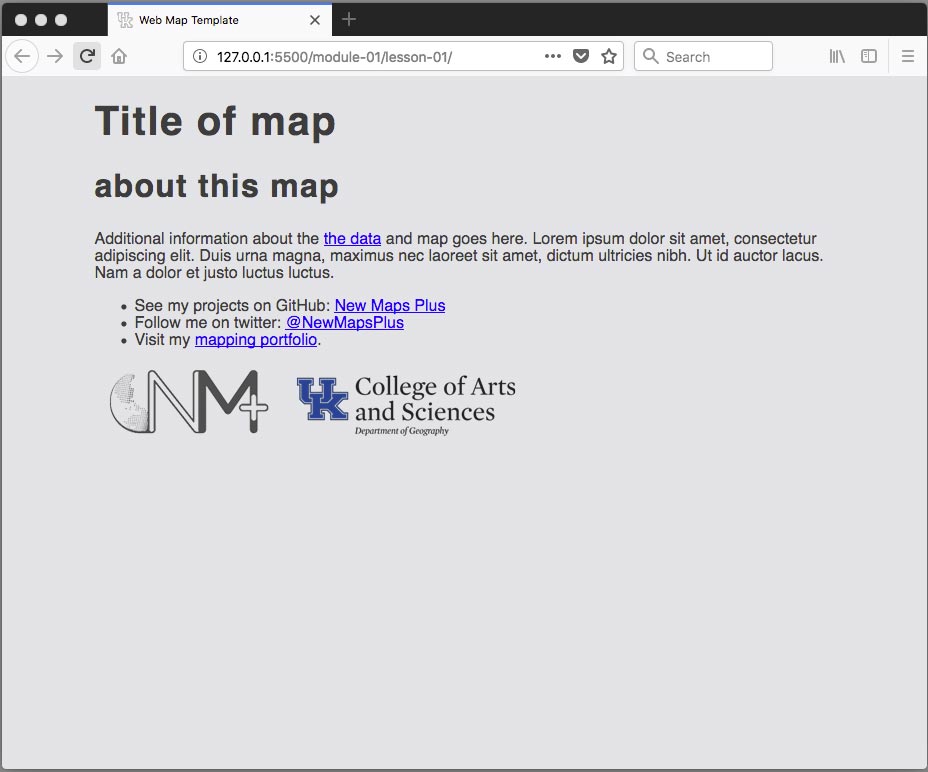 Web Map Template
127.0.0.1:5500/module-01/lesson-01/
Search
Title of map
about this map
Additional information about the the data and map goes here. Lorem ipsum dolor sit amet, consectetur
adipiscing elit. Duis urna magna, maximus nec laoreet sit amet, dictum ultricies nibh. Ut id auctor lacus.
Nam a dolor et justo luctus luctus.
• See my projects on GitHub: New Maps Plus
• Follow me on twitter: @NewMapsPlus
• Visit my mapping portfolio.
NM+
UK
College of Arts
and Sciences
Department of Geography